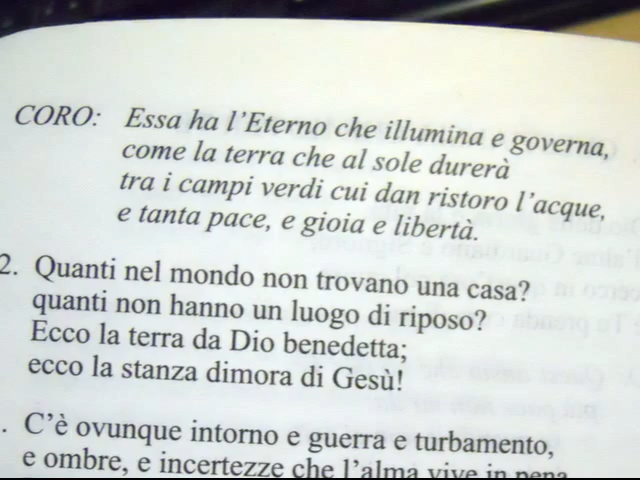 CORO: Essa ha l'Eterno che illumina e governa,
come la terra che al sole durerà
tra i campi verdi cui dan ristoro l'acque,
e tanta pace, e gioia e libertà.
2. Quanti nel mondo non trovano una casa?
quanti non hanno un luogo di riposo?
Ecco la terra da Dio benedetta;
ecco la stanza dimora di Gesù!
. C'è ovunque intorno e guerra e turbamento,
e ombre, e incertezze che l'alma vive in pena